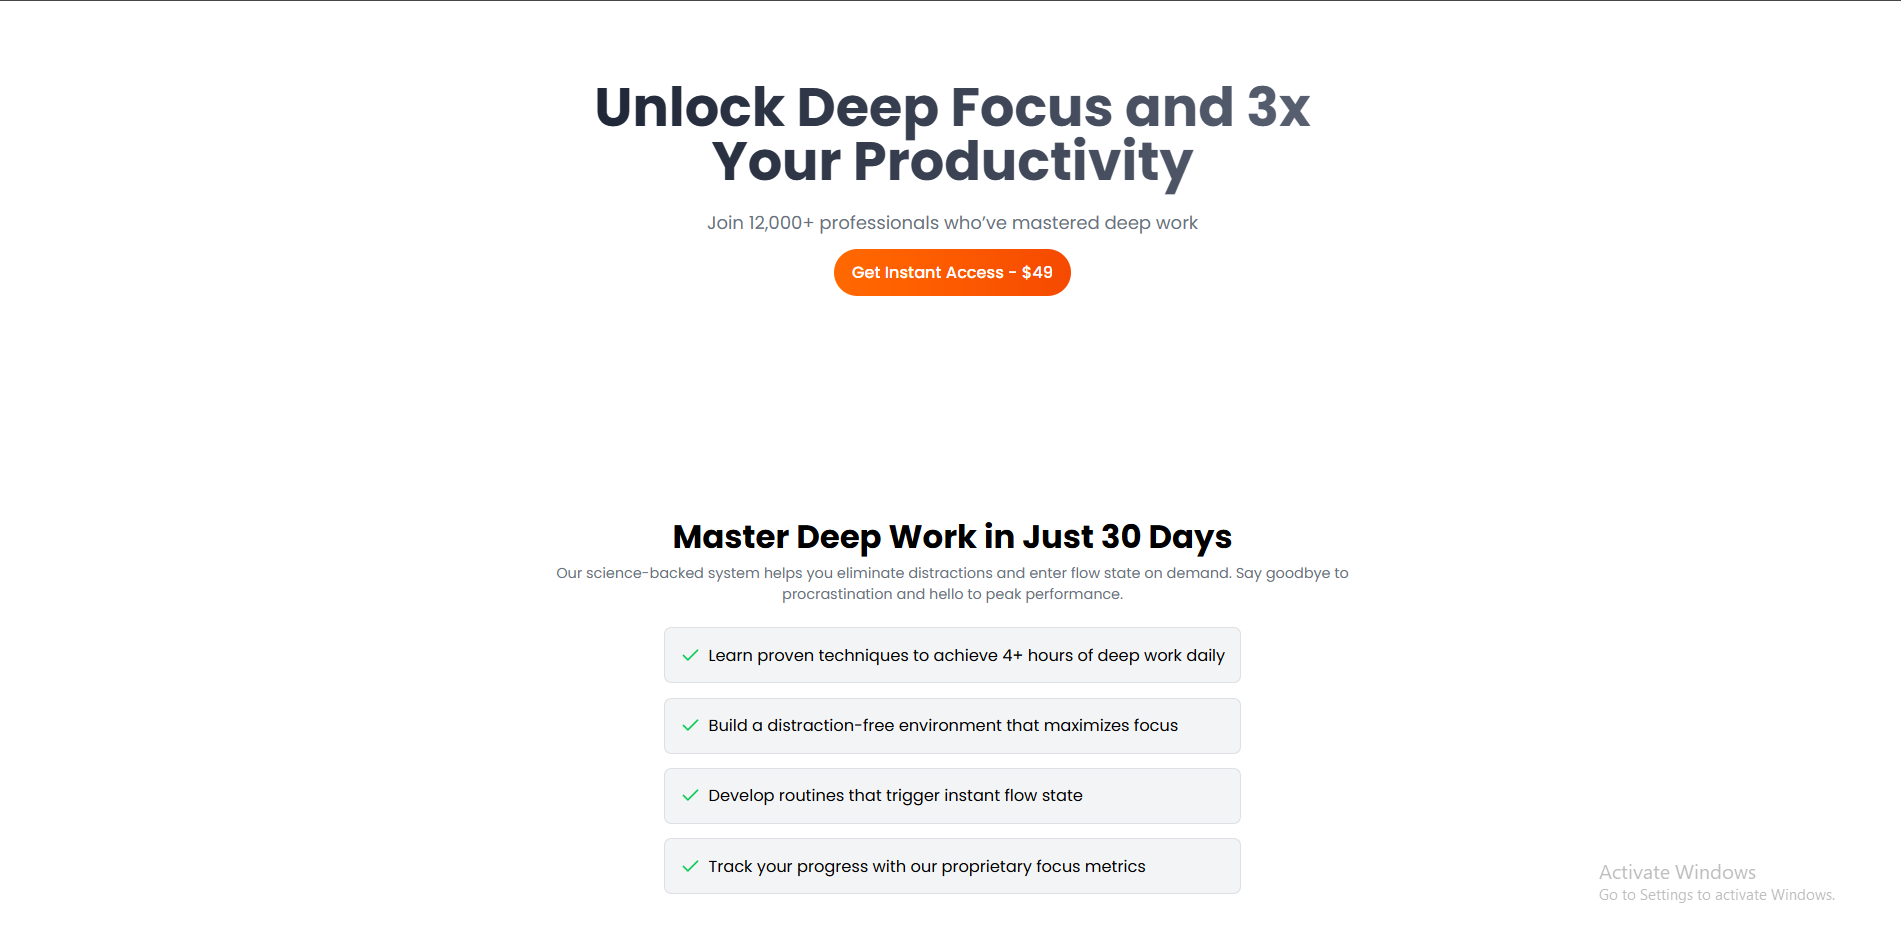 Unlock Deep Focus and 3x
Your Productivity
Join 12,000+ professionals who’ve mastered deep work
Get Instant Access - $49
Master Deep Work in Just 30 Days
Our science-backed system helps you eliminate distractions and enter flow state on demand. Say goodbye to
procrastination and hello to peak performance.
Learn proven techniques to achieve 4+ hours of deep work daily
Build a distraction-free environment that maximizes focus
Develop routines that trigger instant flow state
Track your progress with our proprietary focus metrics
Activate Windows
Go to Settings to activate Windows.